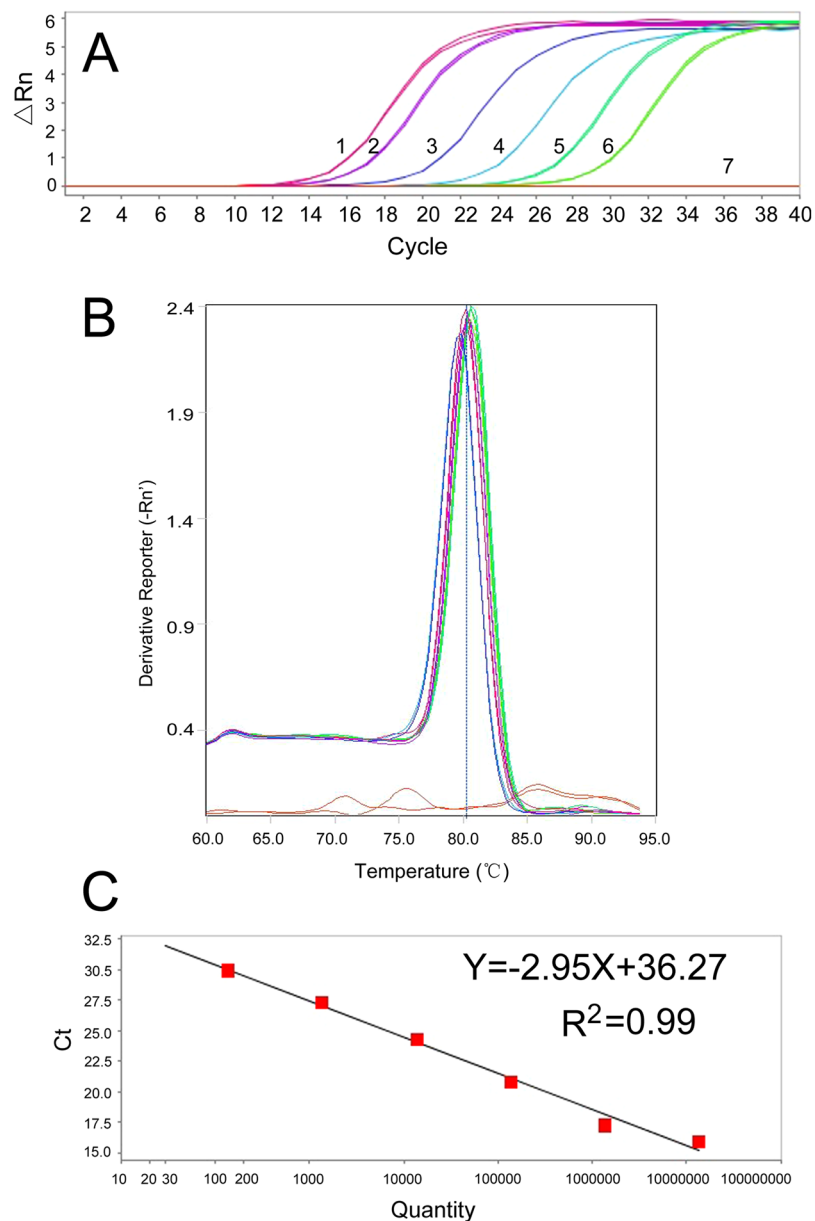 A
△Rn
6
5
4
3
2
1
0
1 2 3 4 5 6 7
2 4 6 8 10 12 14 16 18 20 22 24 26 28 30 32 34 36 38 40
Cycle
B
Derivative Reporter (-Rn')
2.4
1.9
1.4
0.9
0.4
60.0 65.0 70.0 75.0 80.0 85.0 90.0 95.0
Temperature (℃)
C
Ct
32.5
30.5
27.5
25.0
22.5
20.0
17.5
15.0
Y=-2.95X+36.27
R²=0.99
10 20 30 100 200 1000 10000 100000 1000000 10000000 100000000
Quantity